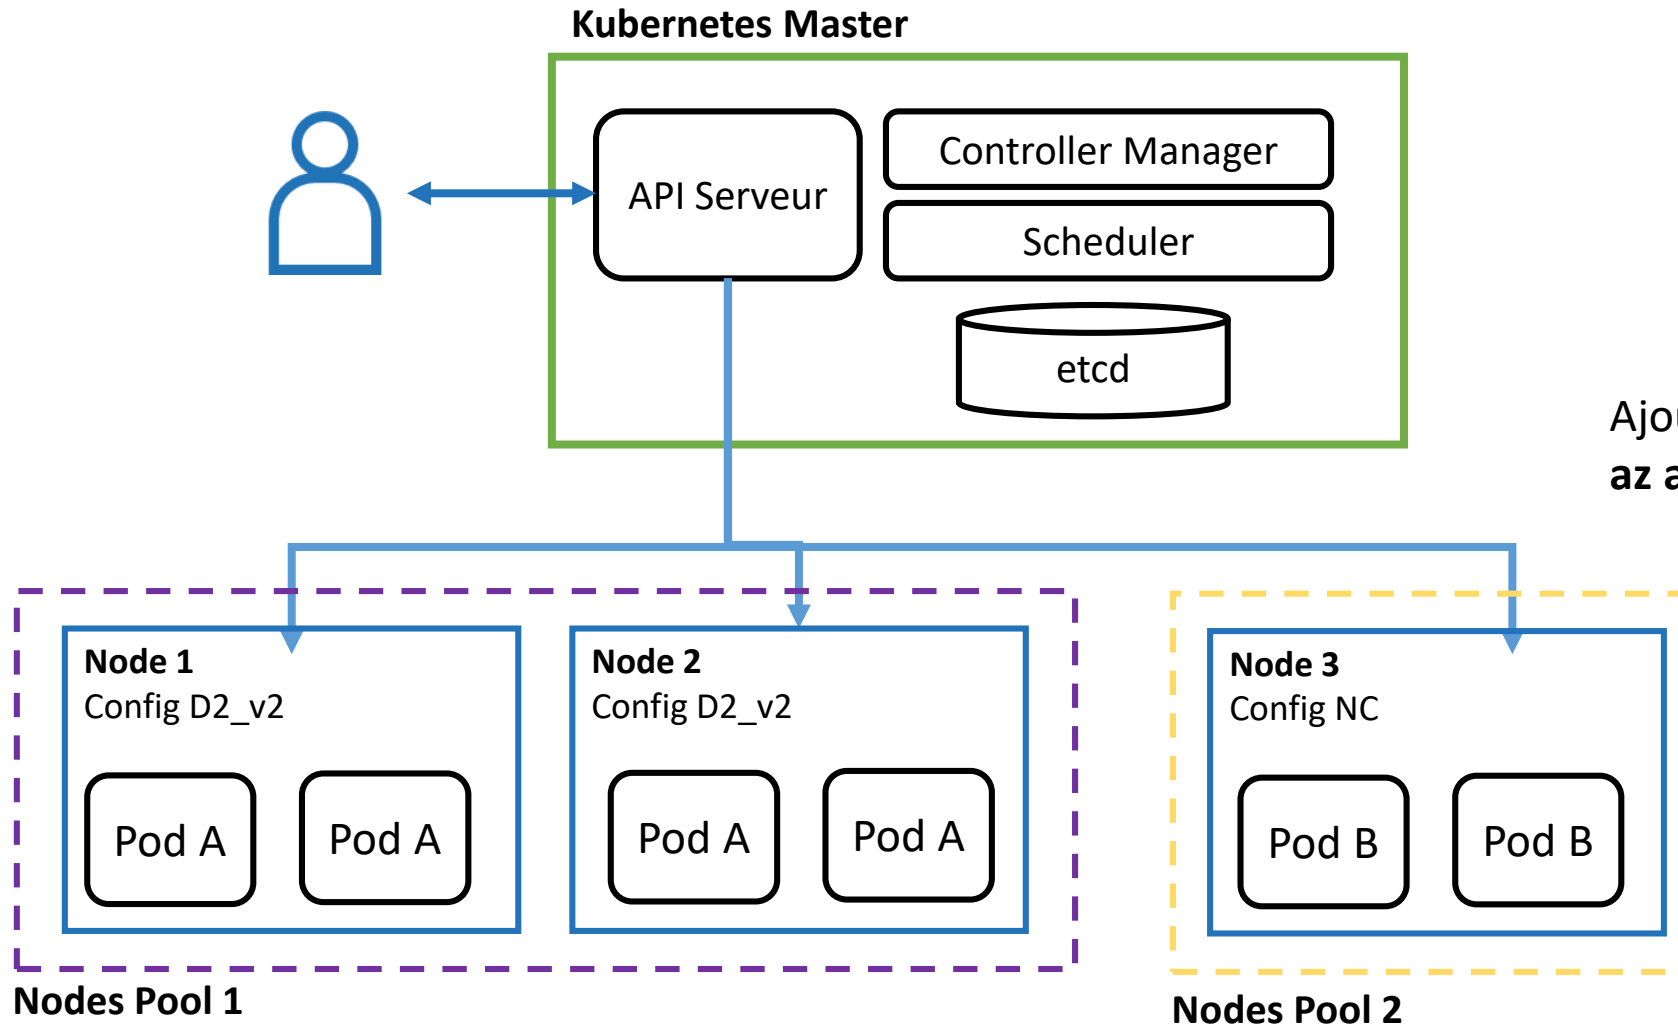 Kubernetes Master
API Serveur
Controller Manager
Scheduler
etcd
Node 1
Config D2_v2
Pod A
Pod A
Node 2
Config D2_v2
Pod A
Pod A
Nodes Pool 1
Node 3
Config NC
Pod B
Pod B
Nodes Pool 2
az